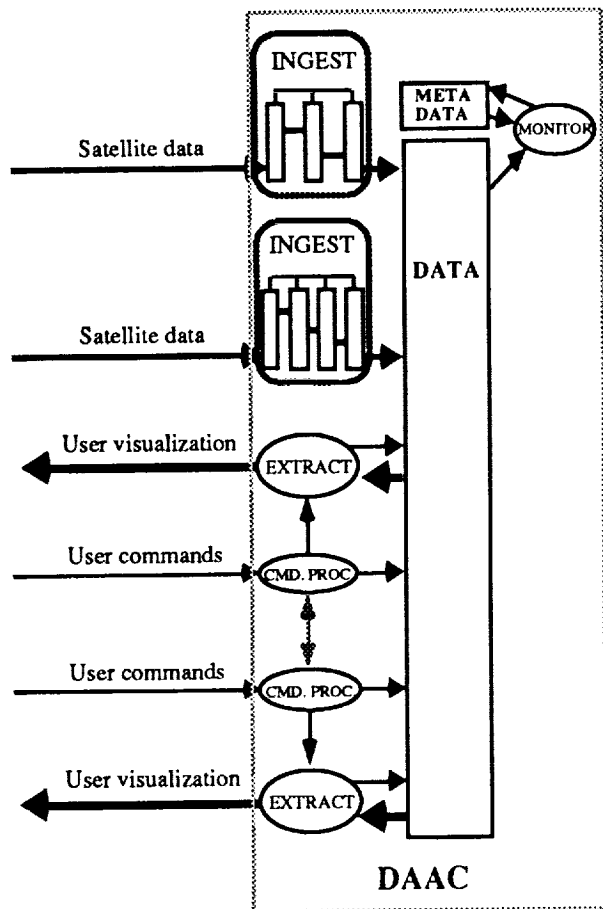 INGEST
META
DATA
MONITOR
Satellite data
INGEST
DATA
Satellite data
User visualization
EXTRACT
User commands
CMD. PROC
User commands
CMD. PROC
User visualization
EXTRACT
DAAC